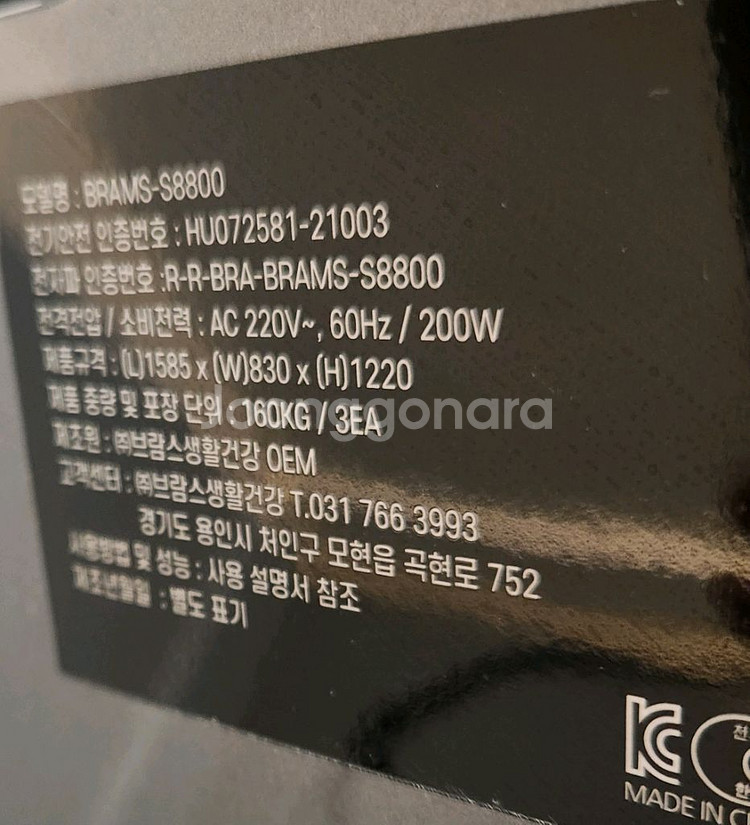 모델명 : BRAMS-S8800
전기안전 인증번호 : HU072581-21003
전자파 인증번호 :R-R-BRA-BRAMS-S8800
전격전압 / 소비전력 : AC 220V~, 60Hz / 200W
제품규격 : (L)1585 x (W)830 x (H)1220
제품 중량 및 포장 단위 : 160KG / 3EA
제조원 : ㈜브람스생활건강 OEM
고객센터 : ㈜브람스생활건강 T.031 766 3993
경기도 용인시 처인구 모현읍 곡현로 752
사용방법 및 성능 : 사용 설명서 참조
제조년월일 : 별도 표기
KC
MADE IN